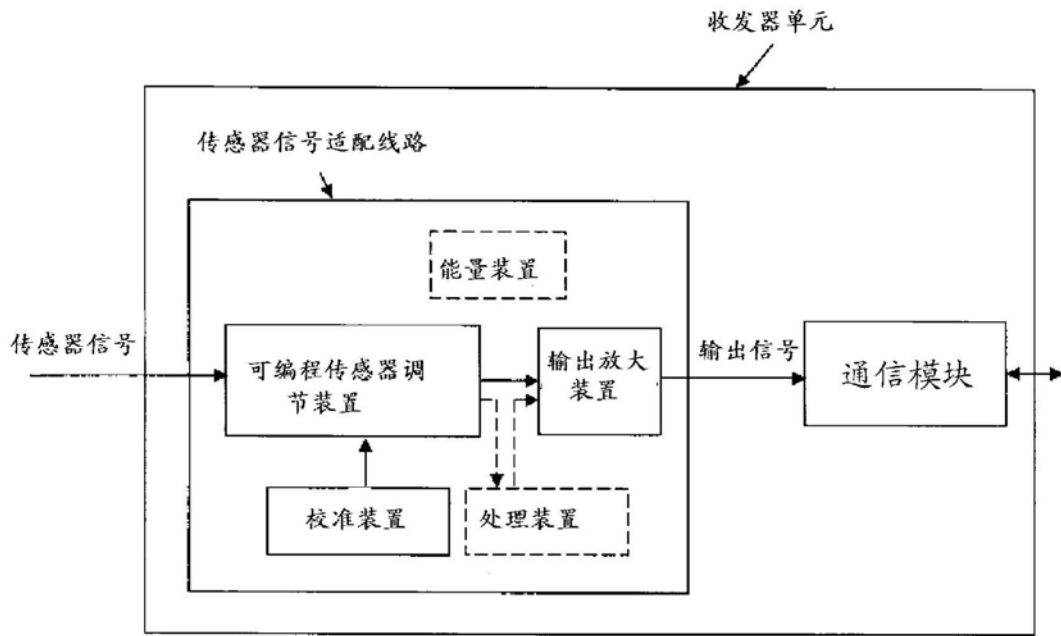 收发器单元
传感器信号适配线路
能量装置
传感器信号
可编程传感器调
节装置
输出放大
装置
输出信号
通信模块
校准装置
处理装置